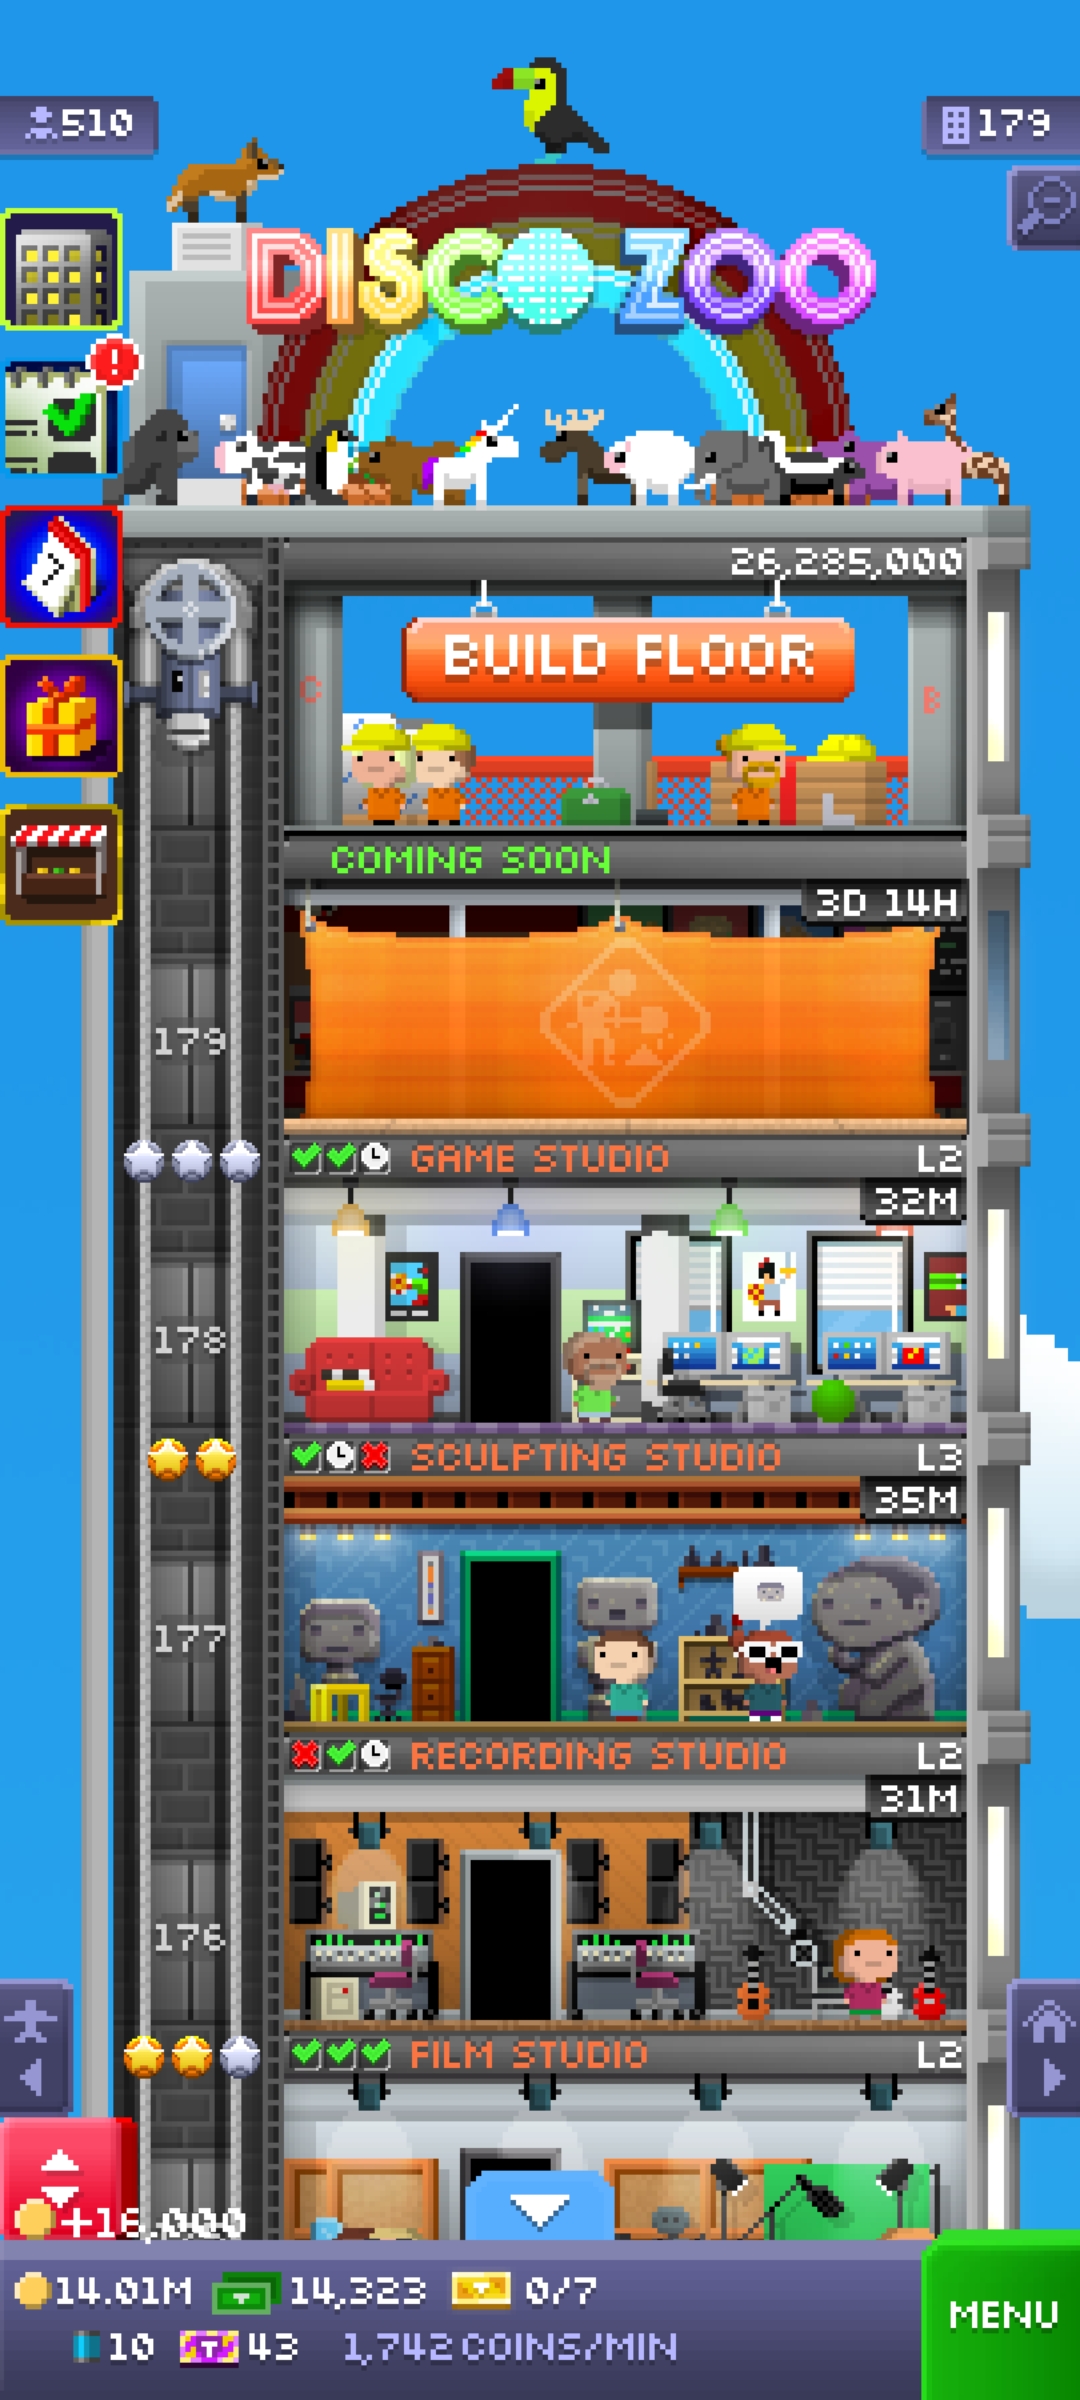 510
179
DISCO ZOO
7
26,285,000
BUILD FLOOR
C
B
L
COMING SOON
3D 14H
179
GAME STUDIO L2
32M
178
SCULPTING STUDIO L3
35M
177
RECORDING STUDIO L2
31M
176
FILM STUDIO L2
+16,000
14.01M 14,323 0/7
10 T 43 1,742 COINS/MIN
MENU